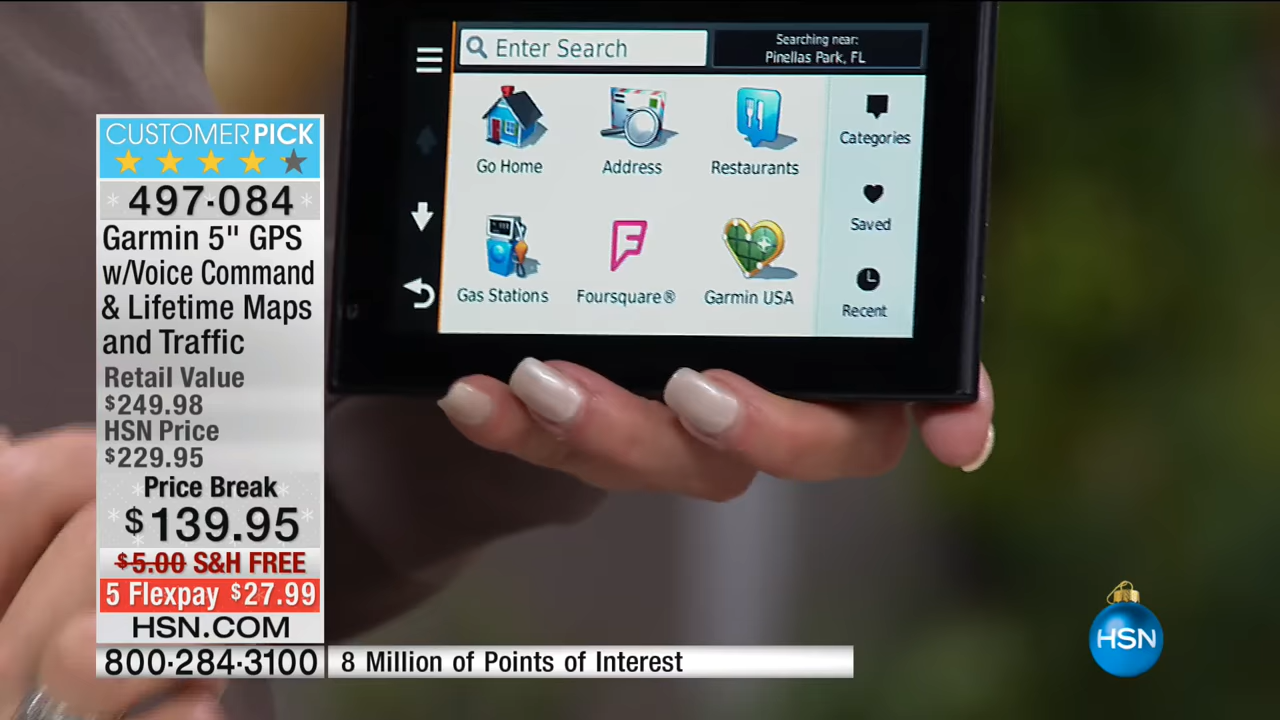 CUSTOMER PICK
497-084
Garmin 5" GPS
w/Voice Command
& Lifetime Maps
and Traffic
Retail Value
$249.98
HSN Price
$229.95
Price Break
$139.95
$5.00 S&H FREE
5 Flexpay $27.99
HSN.COM
800-284-3100
8 Million of Points of Interest
Enter Search
Searching near:
Pinellas Park, FL
Go Home
Address
Restaurants
Categories
Saved
Gas Stations
Foursquare®
Garmin USA
Recent
HSN